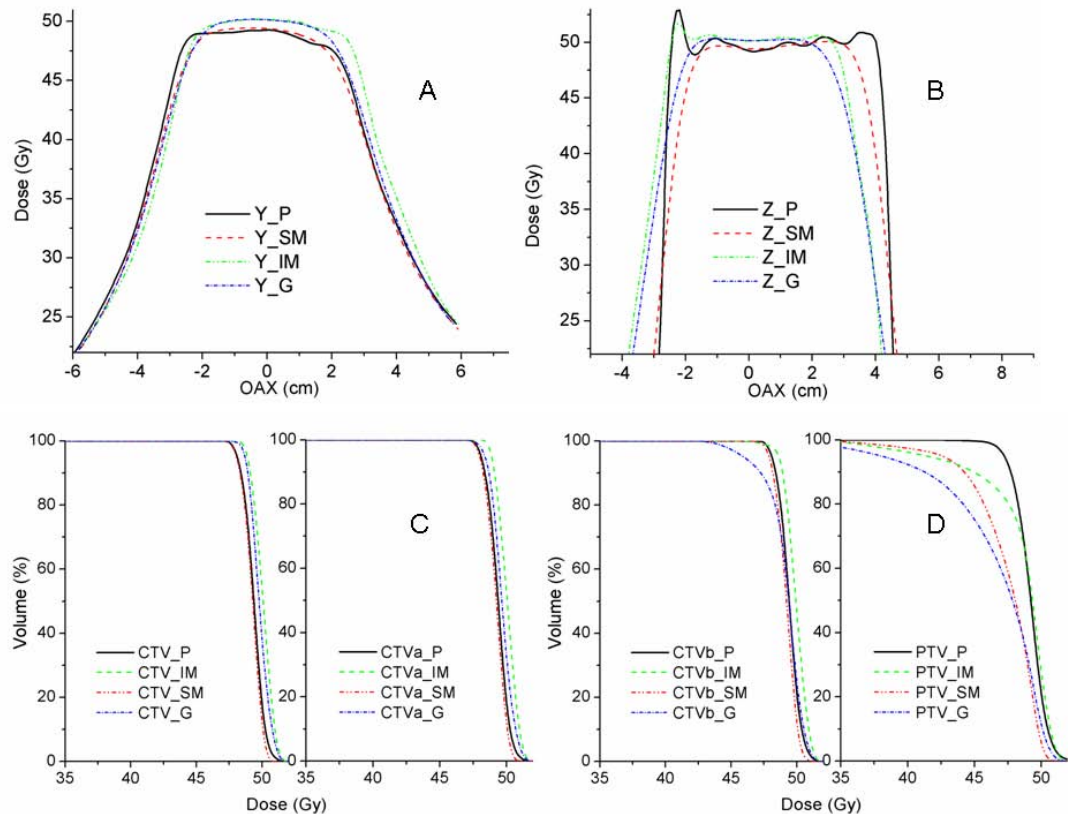 50
45
40
35
30
25
Dose (Gy)
A
Y_P
Y_SM
Y_IM
Y_G
-6 -4 -2 0 2 4 6
OAX (cm)
50
45
40
35
30
25
Dose (Gy)
B
Z_P
Z_SM
Z_IM
Z_G
-4 -2 0 2 4 6 8
OAX (cm)
100
80
60
40
20
0
Volume (%)
CTV_P
CTV_IM
CTV_SM
CTV_G
35 40 45 50
100
80
60
40
20
0
C
CTVa_P
CTVa_IM
CTVa_SM
CTVa_G
35 40 45 50
Dose (Gy)
100
80
60
40
20
0
Volume (%)
CTVb_P
CTVb_IM
CTVb_SM
CTVb_G
35 40 45 50
100
80
60
40
20
0
D
PTV_P
PTV_IM
PTV_SM
PTV_G
35 40 45 50
Dose (Gy)